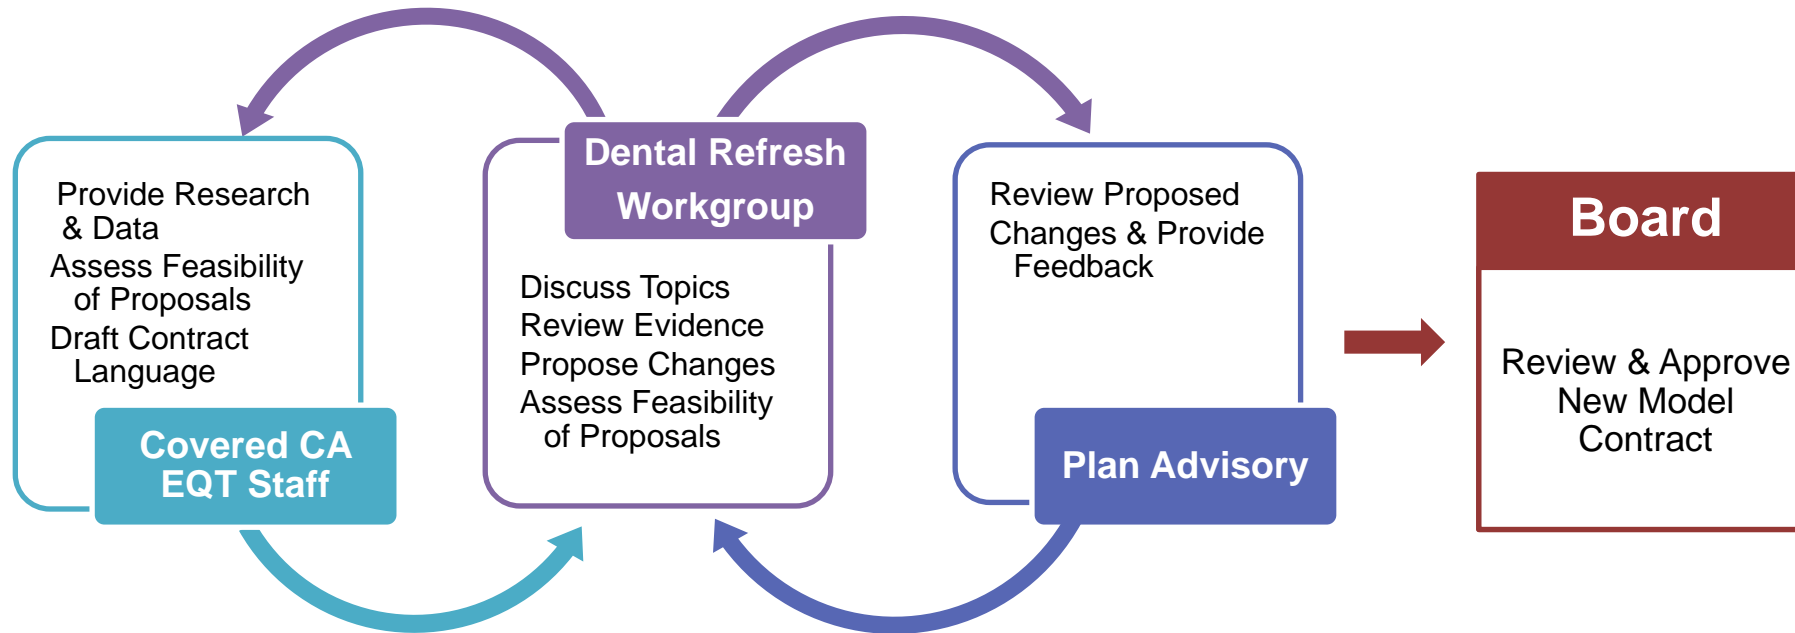 Provide Research
& Data
Assess Feasibility
of Proposals
Draft Contract
Language
Covered CA
EQT Staff
Dental Refresh
Workgroup
Discuss Topics
Review Evidence
Propose Changes
Assess Feasibility
of Proposals
Review Proposed
Changes & Provide
Feedback
Plan Advisory
Board
Review & Approve
New Model
Contract